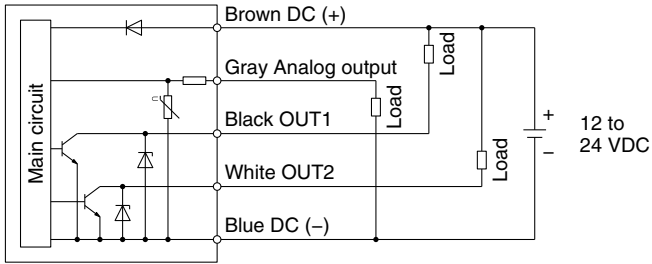 Brown DC (+)
Gray Analog output
Black OUT1
White OUT2
Blue DC (−)
Main circuit
Load
Load
Load
+
−
12 to
24 VDC